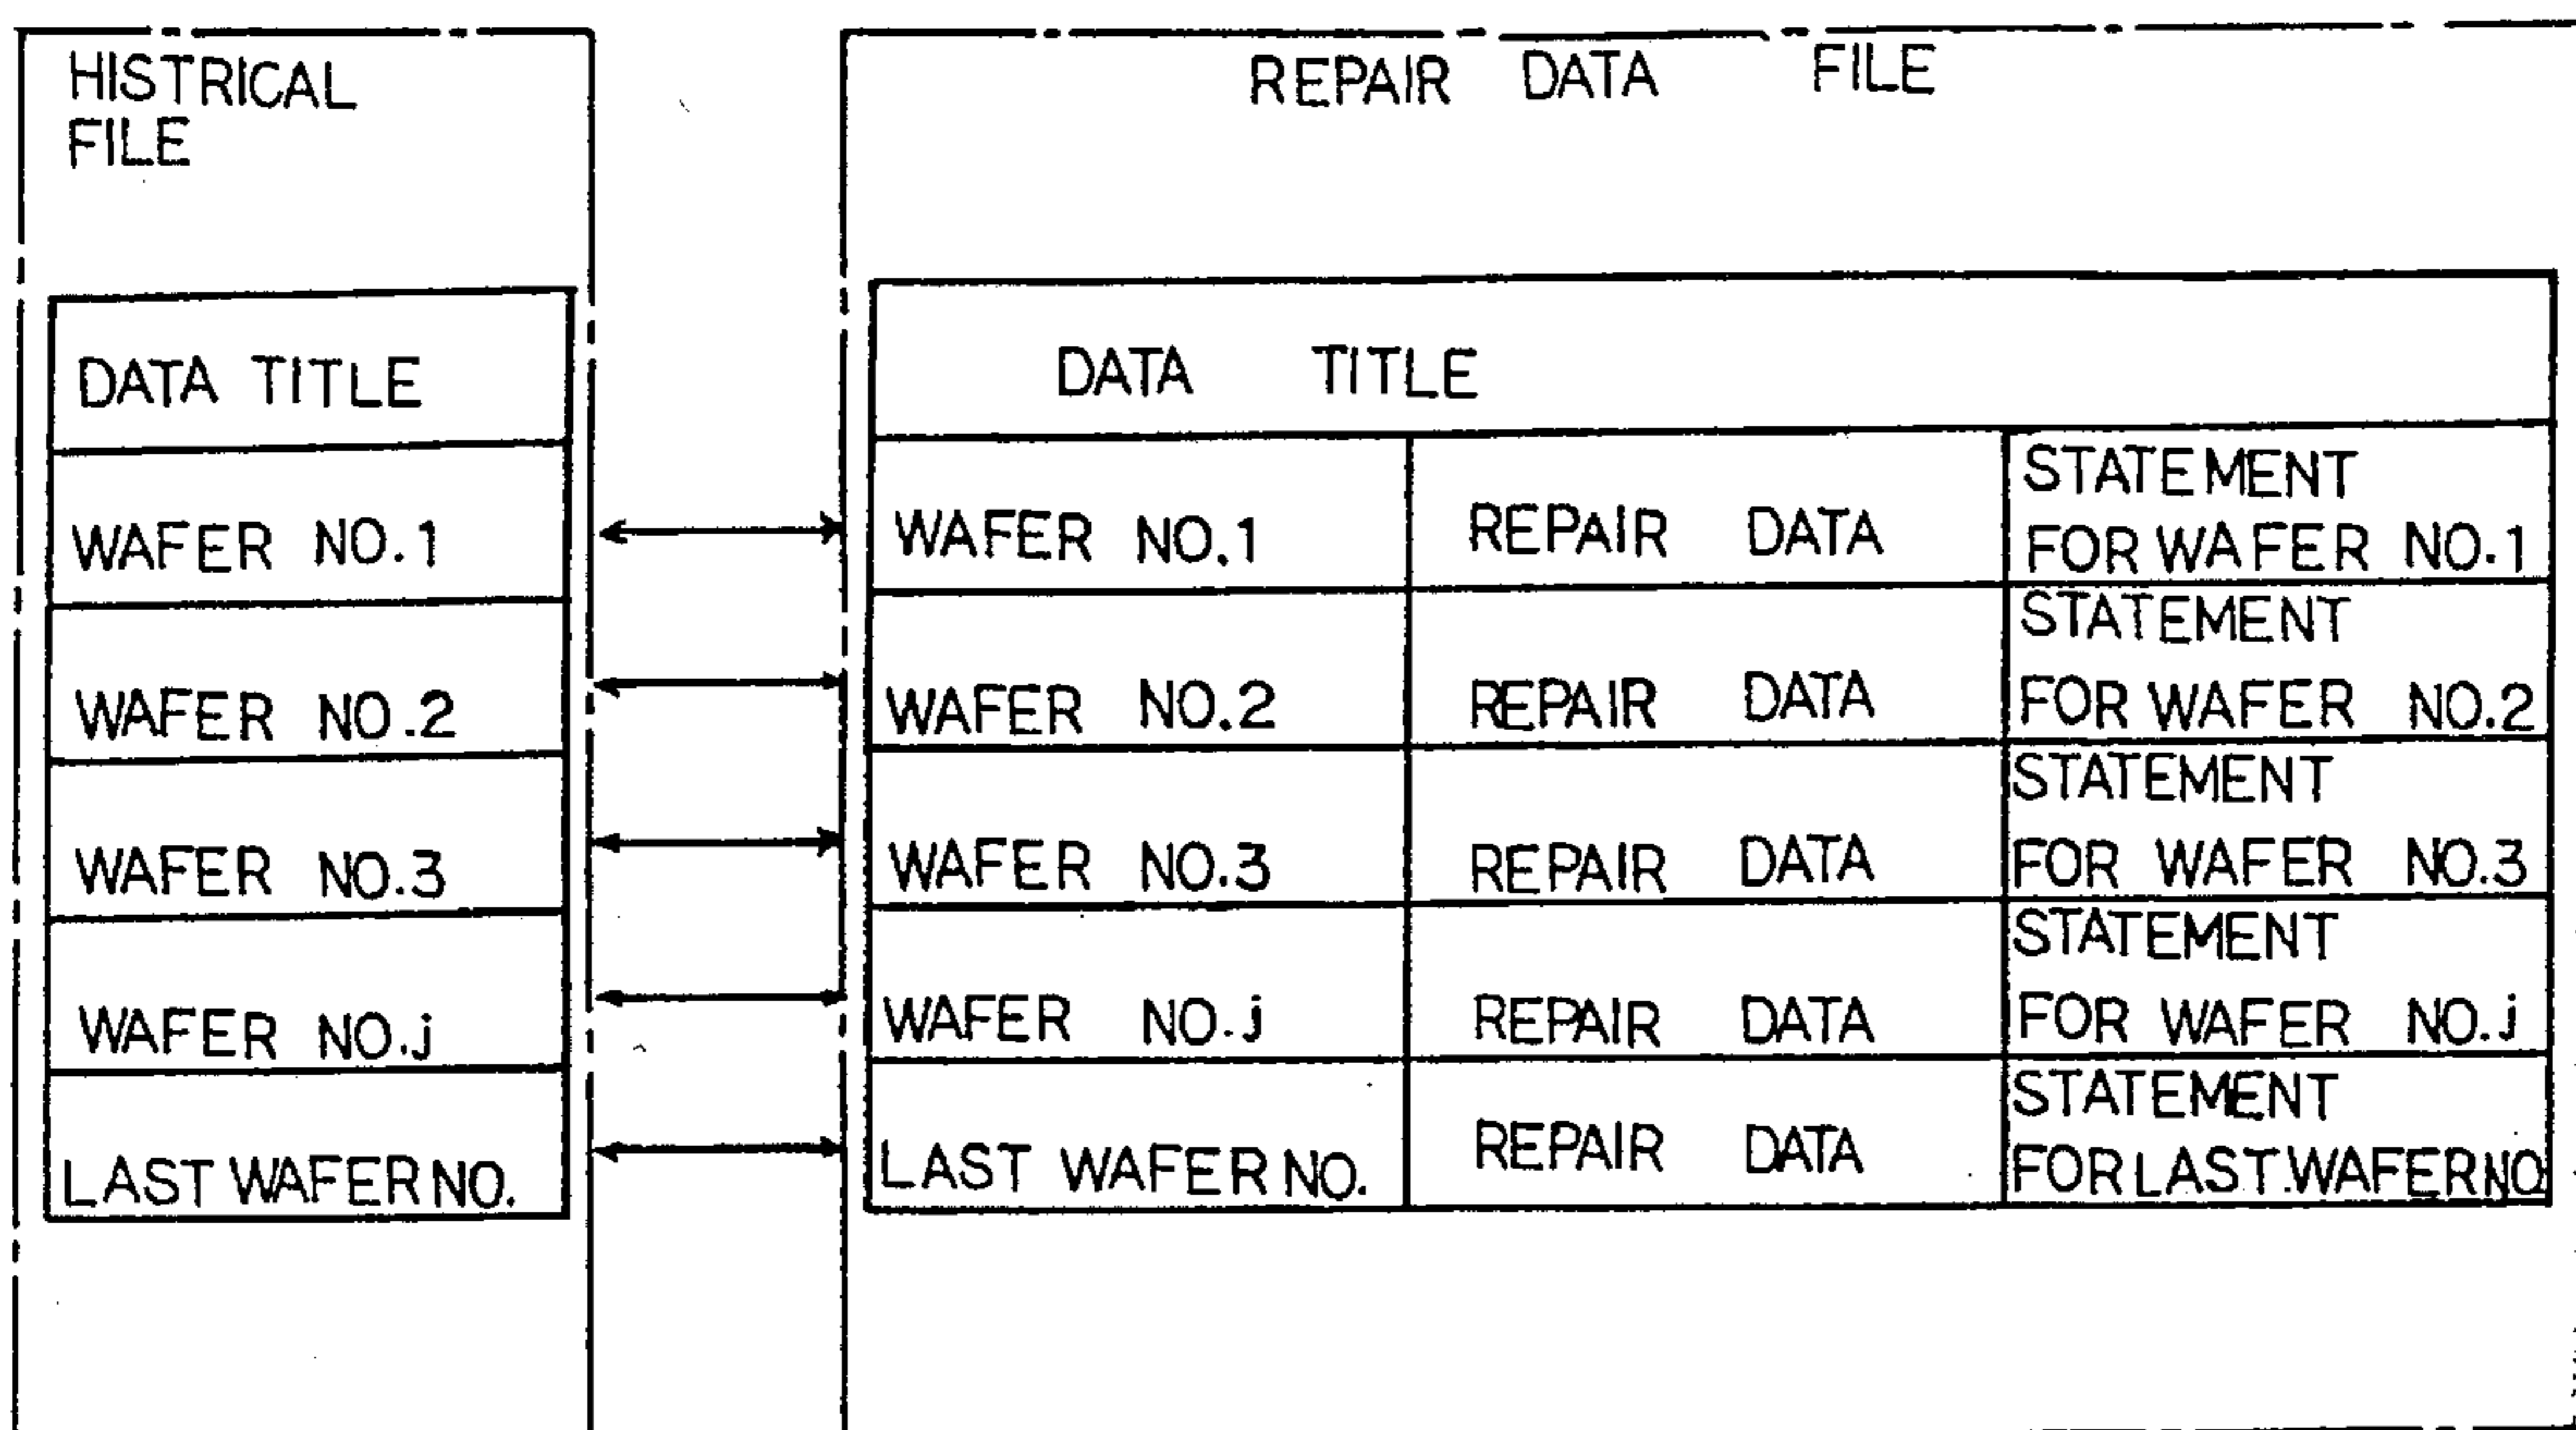 HISTRICAL
FILE
DATA TITLE
WAFER NO.1
WAFER NO.2
WAFER NO.3
WAFER NO.j
LAST WAFER NO.
REPAIR DATA FILE
DATA TITLE
WAFER NO.1
REPAIR DATA
STATEMENT
FOR WAFER NO.1
WAFER NO.2
REPAIR DATA
STATEMENT
FOR WAFER NO.2
WAFER NO.3
REPAIR DATA
STATEMENT
FOR WAFER NO.3
WAFER NO.j
REPAIR DATA
STATEMENT
FOR WAFER NO.j
LAST WAFER NO.
REPAIR DATA
STATEMENT
FOR LAST.WAFER NO